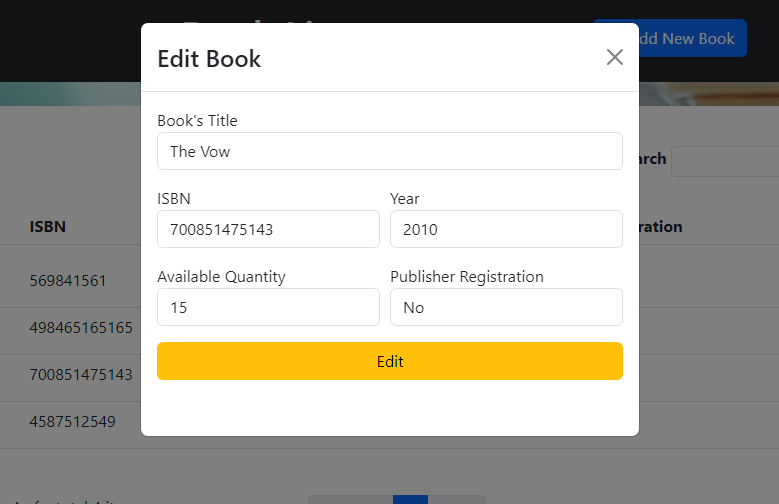 dd New Book
Edit Book
Book's Title
The Vow
ISBN Year
700851475143 2010
Available Quantity Publisher Registration
15 No
Edit
arch
ISBN ration
569841561
498465165165
700851475143
4587512549